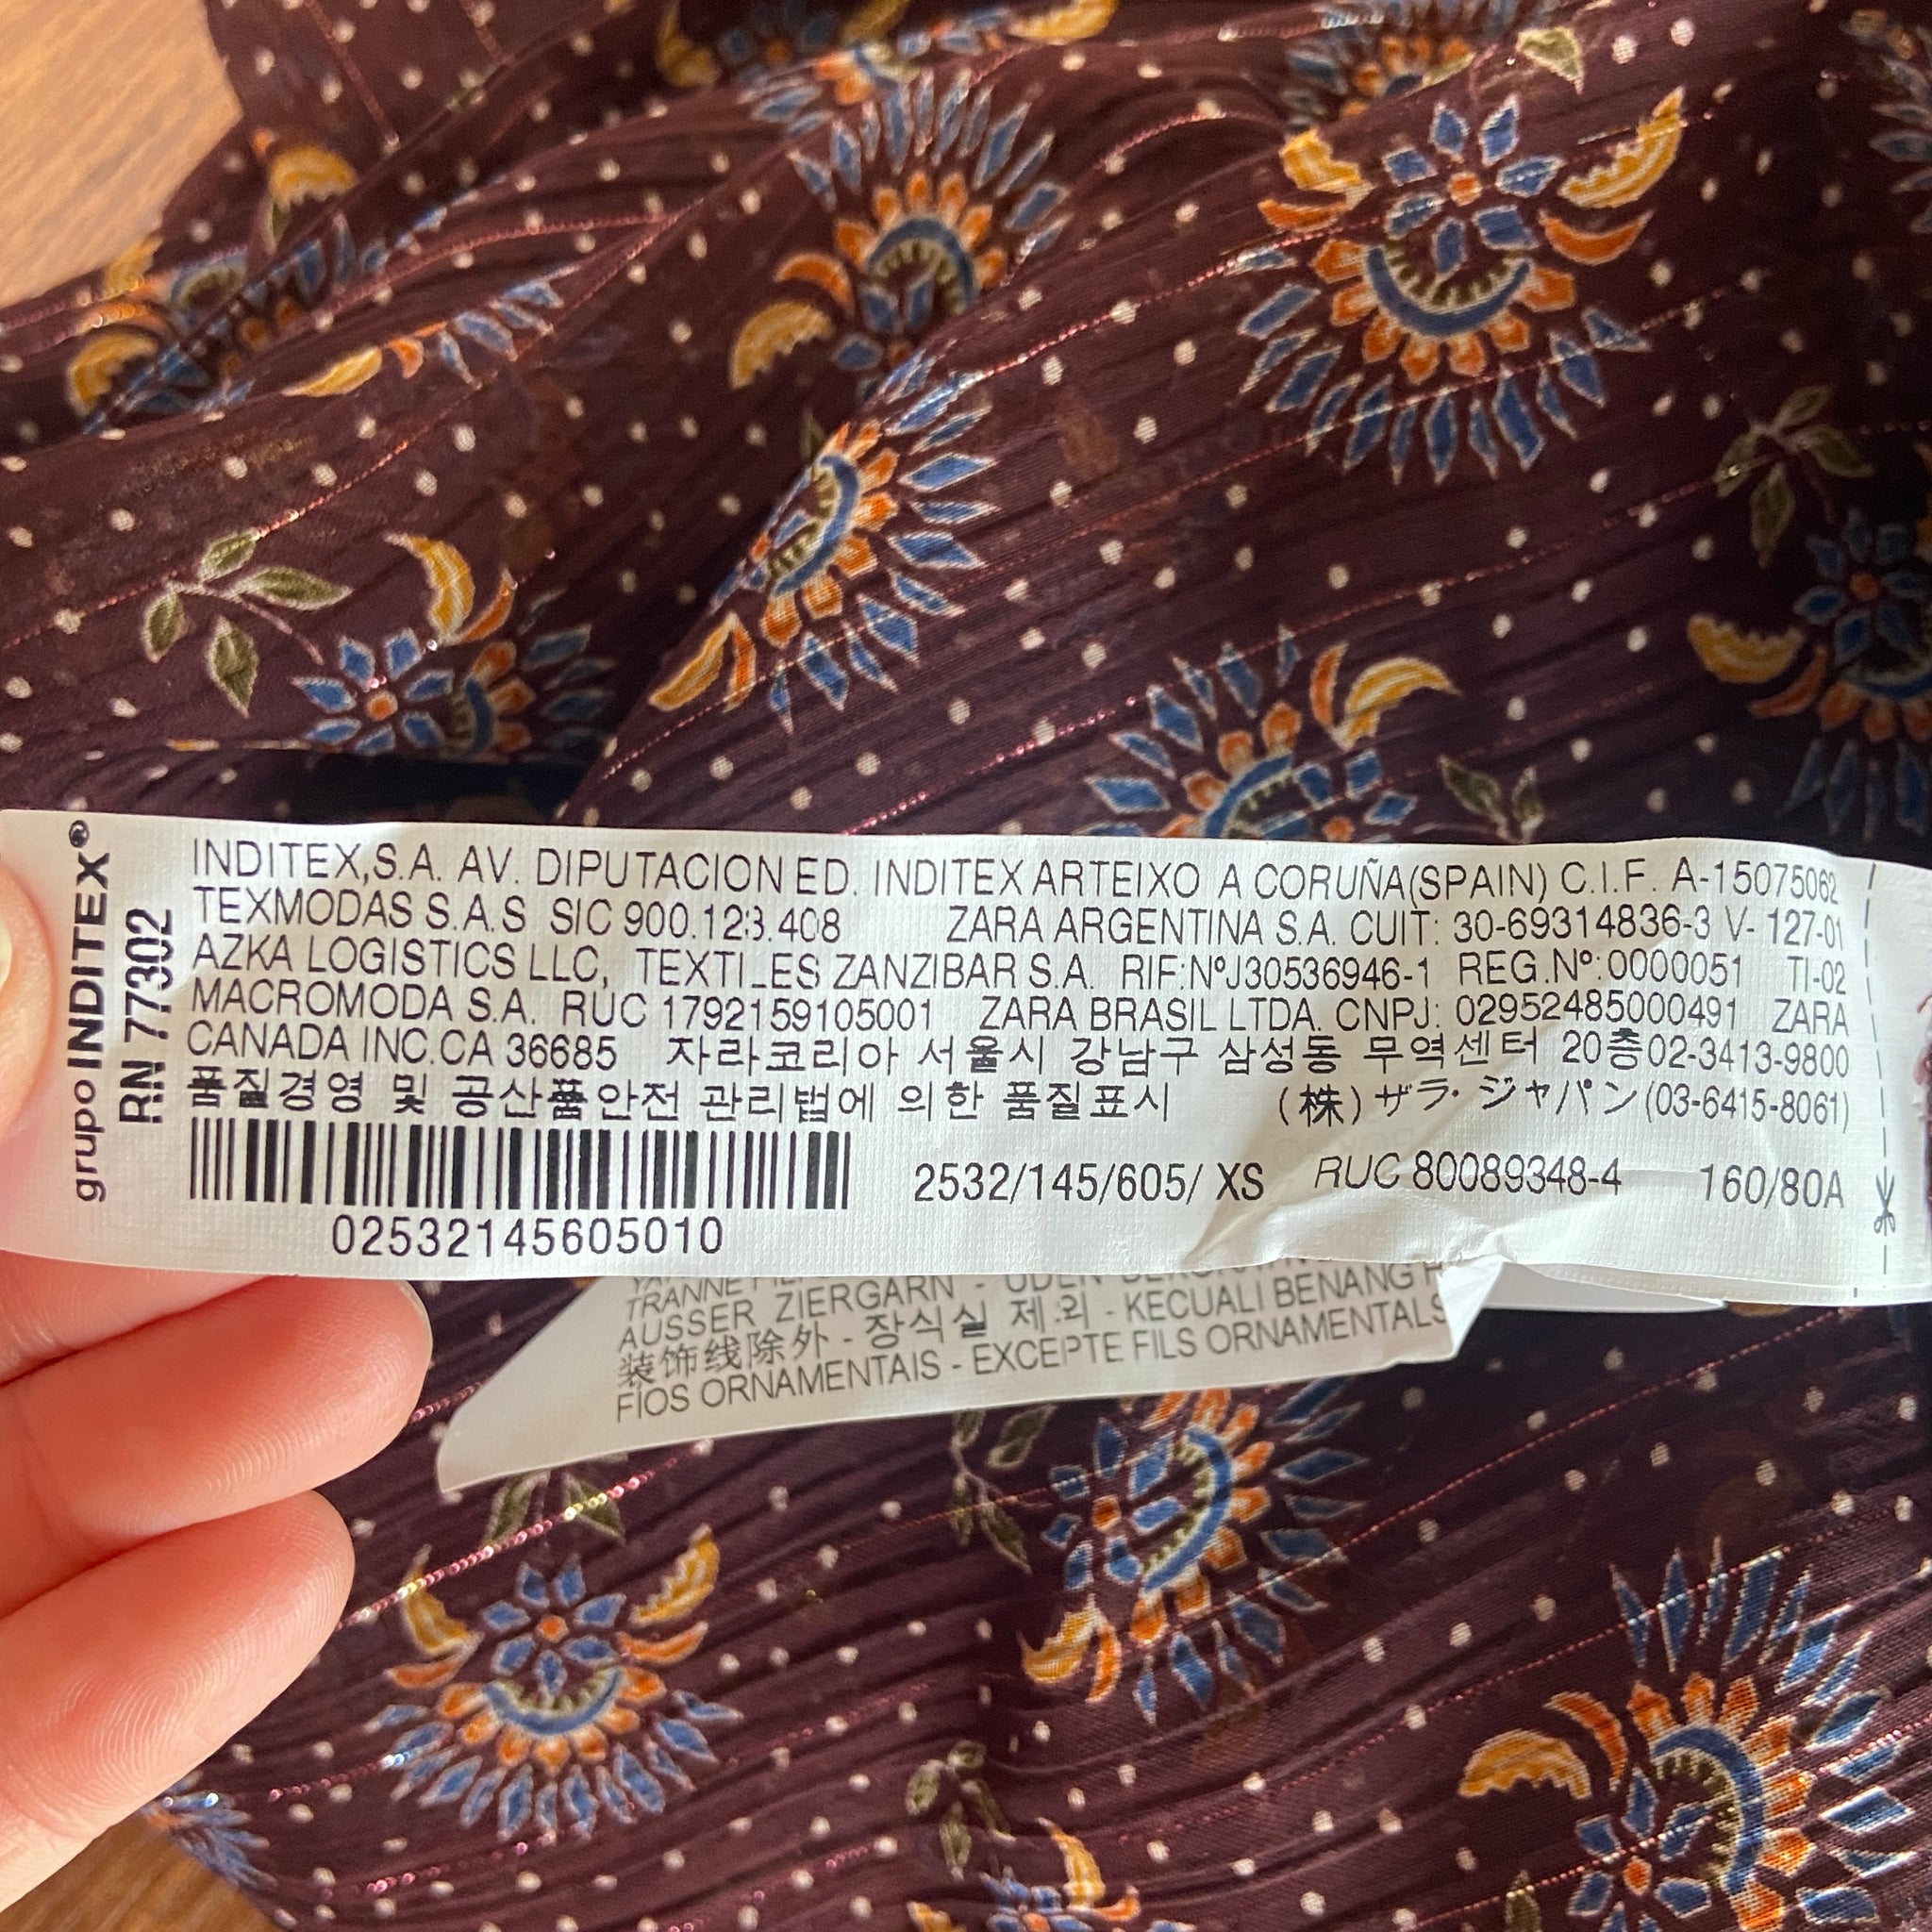 grupo INDITEX®
RN 77302
INDITEX,S.A. AV. DIPUTACION ED. INDITEX ARTEIXO A CORUÑA(SPAIN) C.I.F. A-15075062
TEXMODAS S.A.S SIC 900.123.408 ZARA ARGENTINA S.A. CUIT: 30-69314836-3 V- 127-01
AZKA LOGISTICS LLC, TEXTILES ZANZIBAR S.A. RIF:NºJ30536946-1 REG.Nº:0000051 TI-02
MACROMODA S.A. RUC 1792159105001 ZARA BRASIL LTDA. CNPJ: 02952485000491 ZARA
CANADA INC.CA 36685 자라코리아 서울시 강남구 삼성동 무역센터 20층02-3413-9800
품질경영 및 공산품안전 관리법에 의한 품질표시 (株)ザラ・ジャパン(03-6415-8061)
2532/145/605/ XS RUC 80089348-4 160/80A
02532145605010
AUSSER ZIERGARN - KECUALI BENANG
装饰线除外 - 장식실 제외 - EXCEPTE FILS ORNAMENTALS
FIOS ORNAMENTAIS